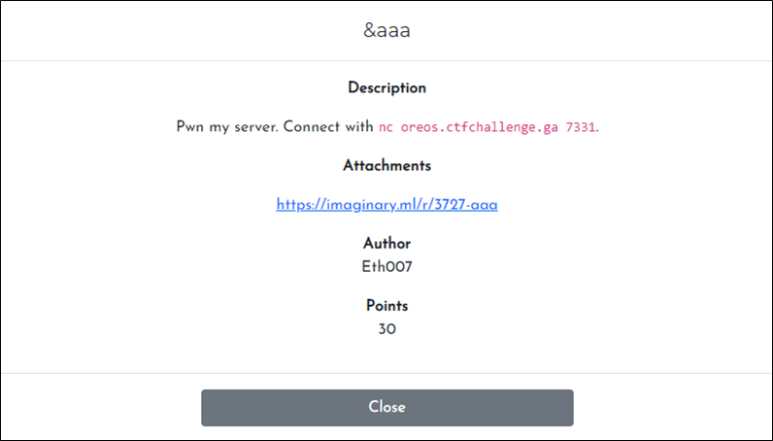 &aaa
Description
Pwn my server. Connect with nc oreos.ctfchallenge.ga 7331.
Attachments
https://imaginary.ml/r/3727-aaa
Author
Eth007
Points
30
Close